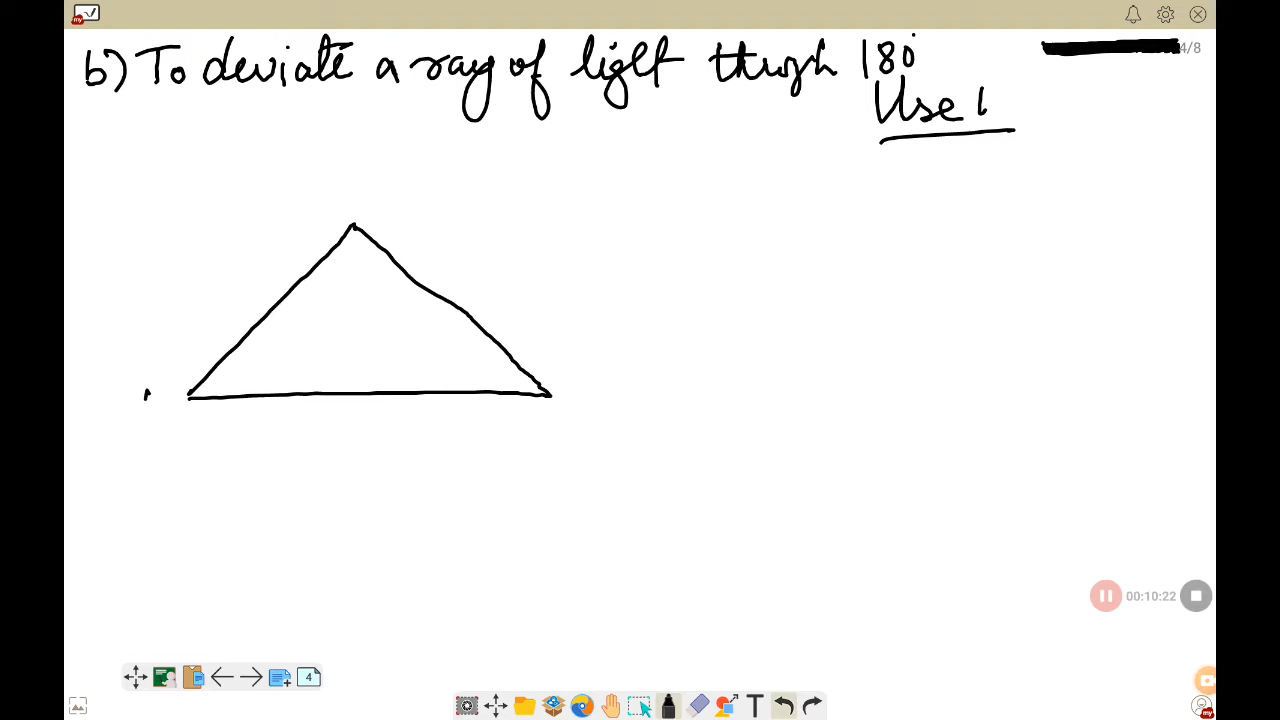 b) To deviate a ray of light through 180°
4/8
Use 1
00:10:22
4
T